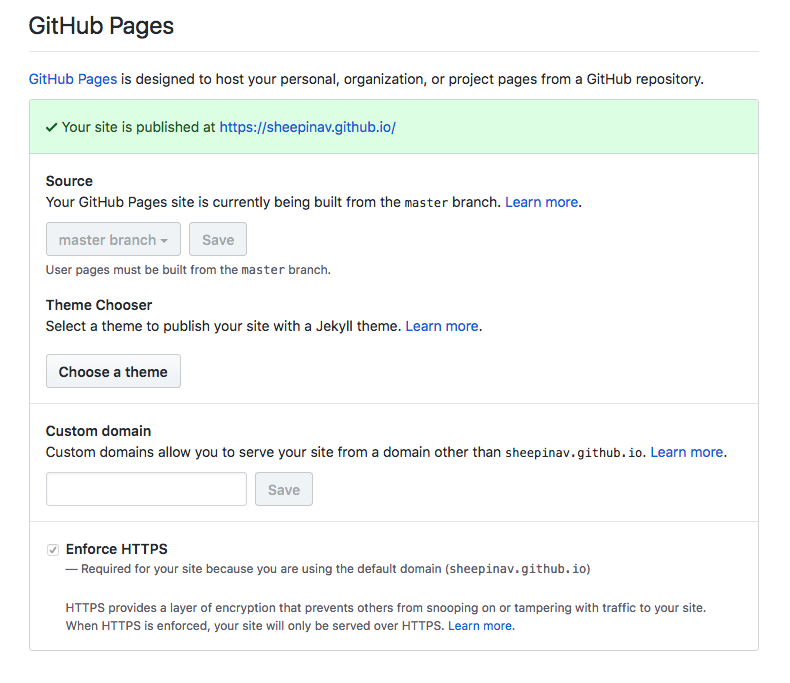 GitHub Pages
GitHub Pages is designed to host your personal, organization, or project pages from a GitHub repository.
✓ Your site is published at https://sheepinav.github.io/
Source
Your GitHub Pages site is currently being built from the master branch. Learn more.
master branch Save
User pages must be built from the master branch.
Theme Chooser
Select a theme to publish your site with a Jekyll theme. Learn more.
Choose a theme
Custom domain
Custom domains allow you to serve your site from a domain other than sheepinav.github.io. Learn more.
Save
Enforce HTTPS
— Required for your site because you are using the default domain (sheepinav.github.io)
HTTPS provides a layer of encryption that prevents others from snooping on or tampering with traffic to your site.
When HTTPS is enforced, your site will only be served over HTTPS. Learn more.